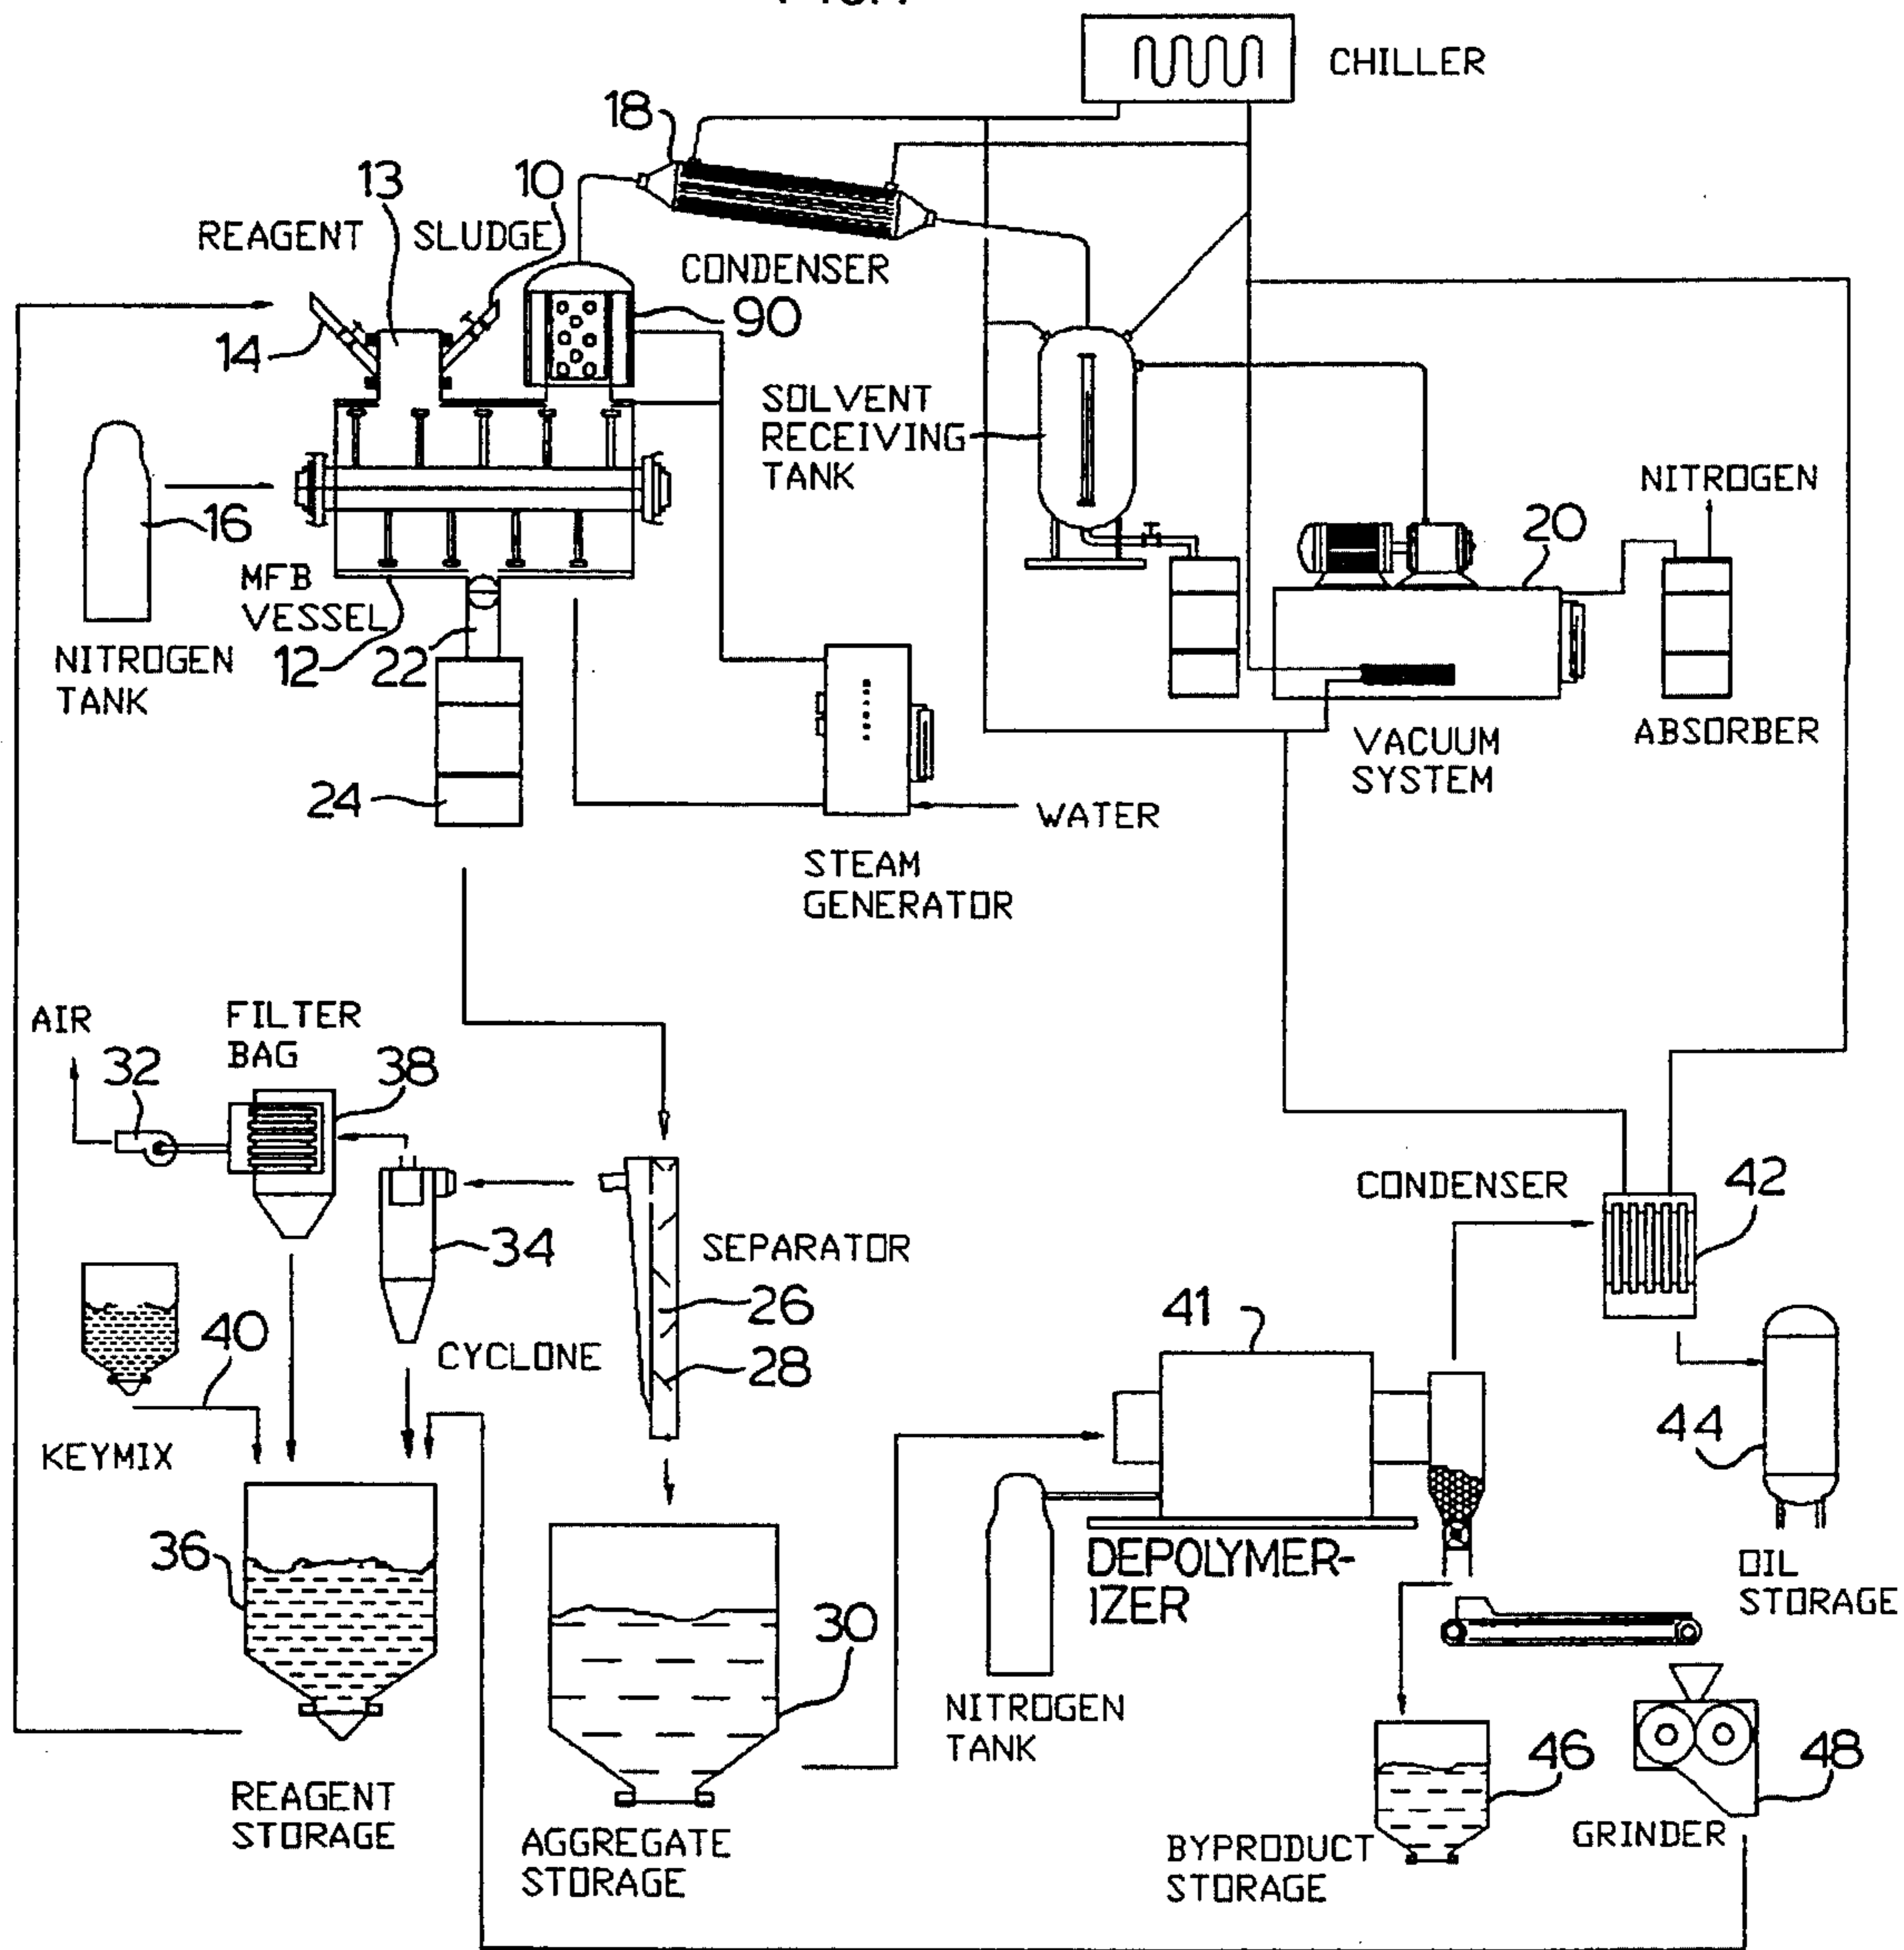 CHILLER
18
13
10
REAGENT SLUDGE
CONDENSER
90
14
SOLVENT
RECEIVING
TANK
NITROGEN
16
20
MFB
VESSEL
NITROGEN
TANK
12
22
VACUUM
SYSTEM
ABSORBER
24
WATER
STEAM
GENERATOR
AIR
FILTER
BAG
32
38
CONDENSER
42
34
SEPARATOR
26
41
40
CYCLONE
28
44
KEYMIX
36
DEPOLYMER-
IZER
OIL
STORAGE
30
NITROGEN
TANK
46
48
REAGENT
STORAGE
AGGREGATE
STORAGE
BYPRODUCT
STORAGE
GRINDER